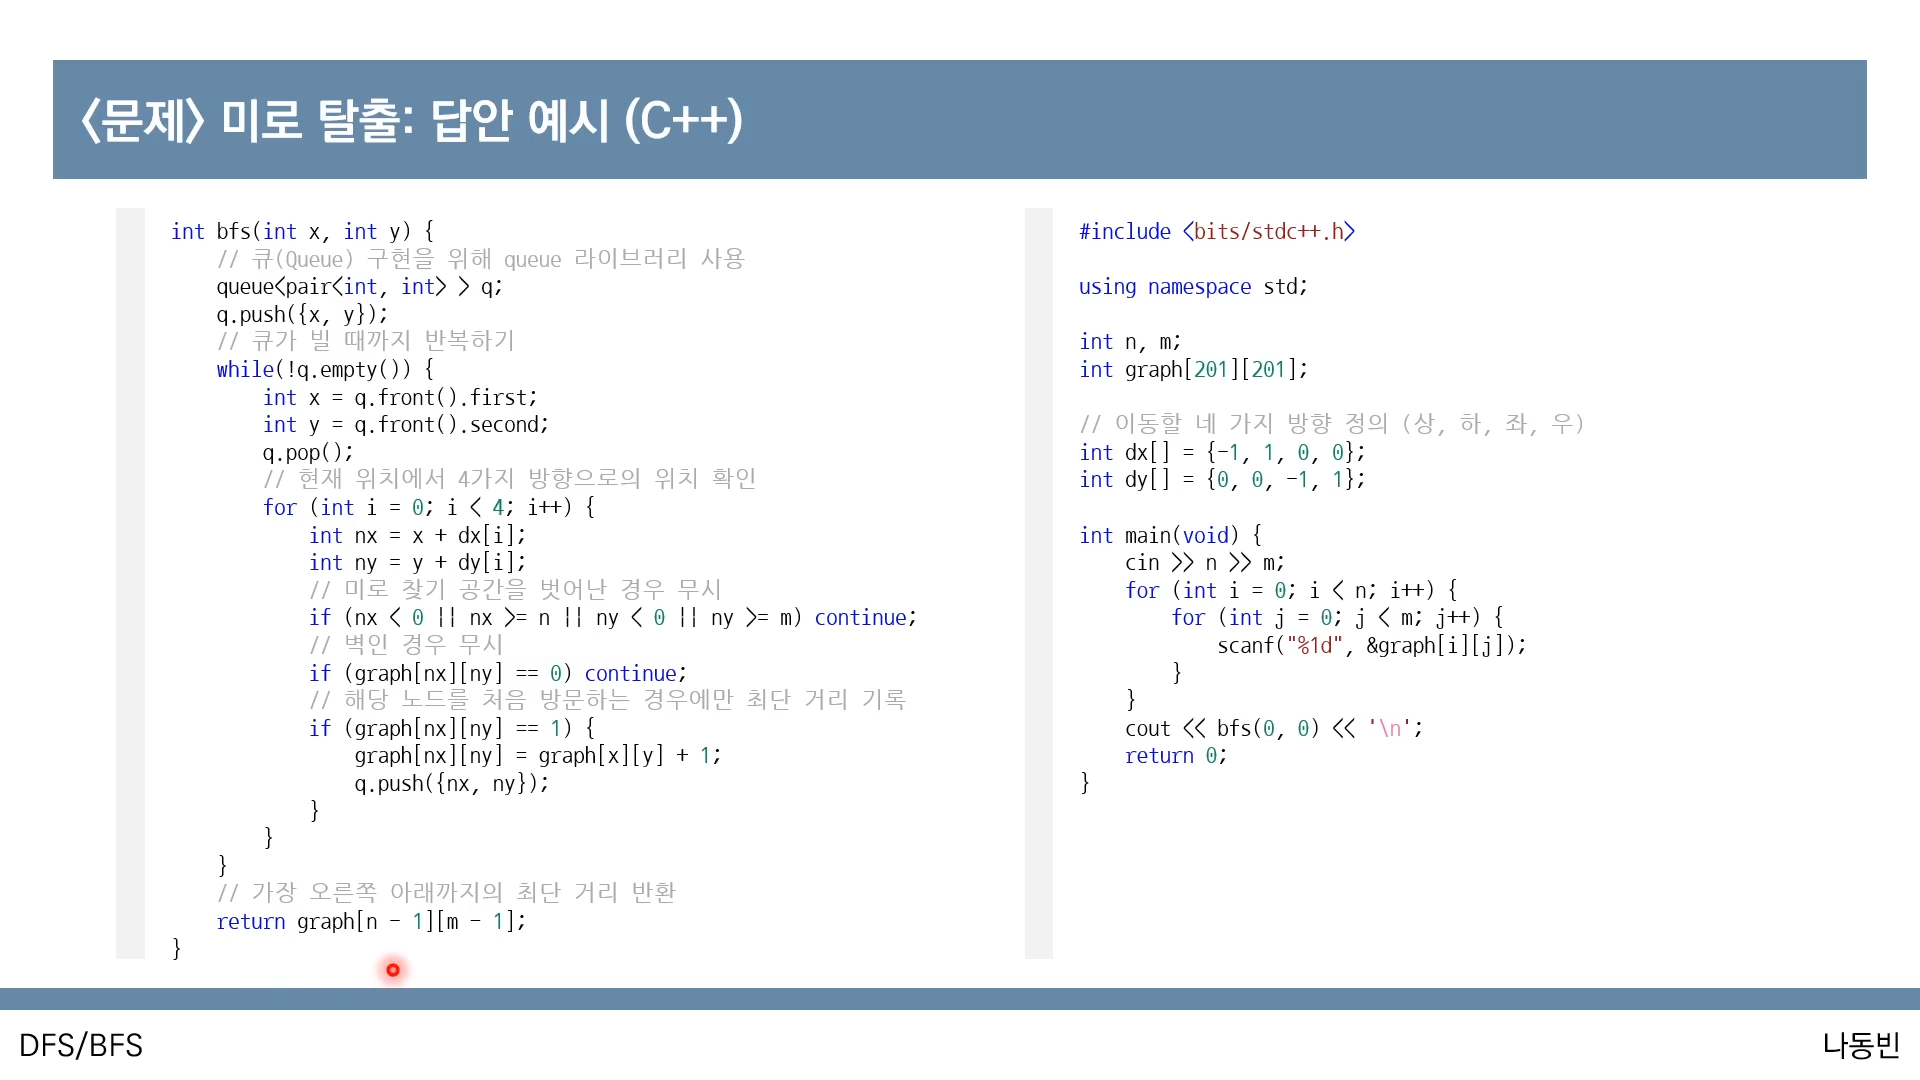 <문제> 미로 탈출: 답안 예시 (C++)
int bfs(int x, int y) {
    // 큐(Queue) 구현을 위해 queue 라이브러리 사용
    queue<pair<int, int> > q;
    q.push({x, y});
    // 큐가 빌 때까지 반복하기
    while(!q.empty()) {
        int x = q.front().first;
        int y = q.front().second;
        q.pop();
        // 현재 위치에서 4가지 방향으로의 위치 확인
        for (int i = 0; i < 4; i++) {
            int nx = x + dx[i];
            int ny = y + dy[i];
            // 미로 찾기 공간을 벗어난 경우 무시
            if (nx < 0 || nx >= n || ny < 0 || ny >= m) continue;
            // 벽인 경우 무시
            if (graph[nx][ny] == 0) continue;
            // 해당 노드를 처음 방문하는 경우에만 최단 거리 기록
            if (graph[nx][ny] == 1) {
                graph[nx][ny] = graph[x][y] + 1;
                q.push({nx, ny});
            }
        }
    }
    // 가장 오른쪽 아래까지의 최단 거리 반환
    return graph[n - 1][m - 1];
}
#include <bits/stdc++.h>
using namespace std;
int n, m;
int graph[201][201];
// 이동할 네 가지 방향 정의 (상, 하, 좌, 우)
int dx[] = {-1, 1, 0, 0};
int dy[] = {0, 0, -1, 1};
int main(void) {
    cin >> n >> m;
    for (int i = 0; i < n; i++) {
        for (int j = 0; j < m; j++) {
            scanf("%1d", &graph[i][j]);
        }
    }
    cout << bfs(0, 0) << '\n';
    return 0;
}
DFS/BFS
나동빈